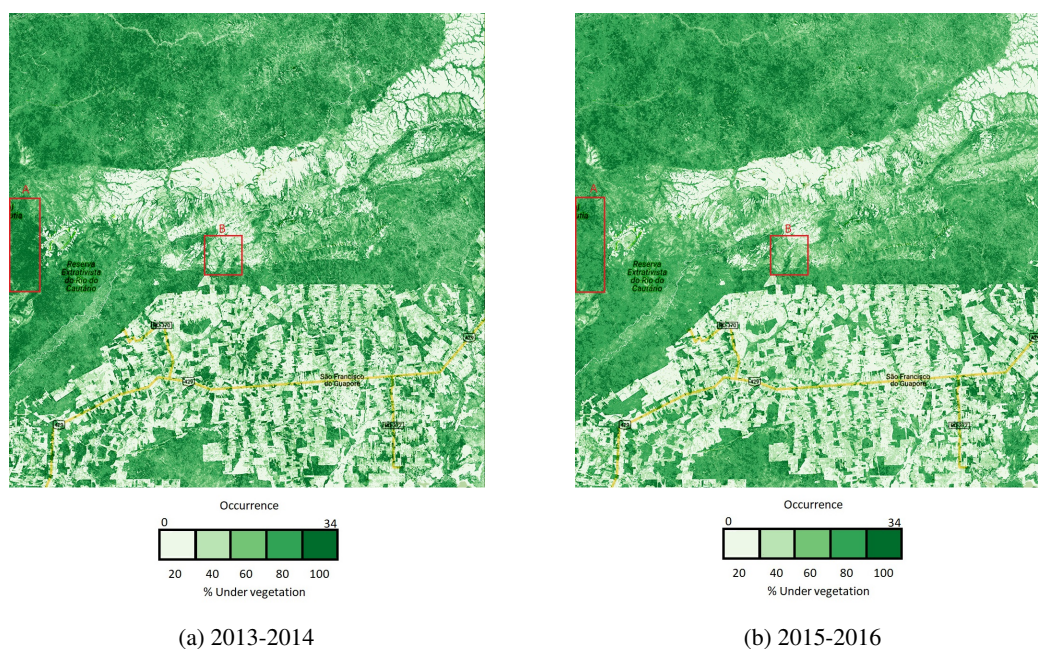 A
B
Reserva
Extrativista
do Rio do
Cautário
429
São Francisco
do Guaporé
Occurrence
0 34
20 40 60 80 100
% Under vegetation
(a) 2013-2014
A
B
Reserva
Extrativista
do Rio do
Cautário
429
São Francisco
do Guaporé
Occurrence
0 34
20 40 60 80 100
% Under vegetation
(b) 2015-2016